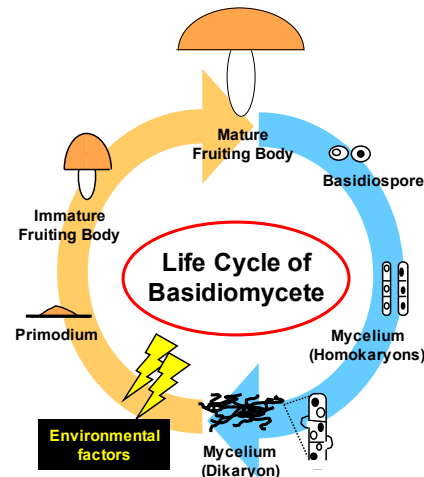 Mature
Fruiting Body
Basidiospore
Immature
Fruiting Body
Life Cycle of
Basidiomycete
Primodium
Mycelium
(Homokaryons)
Environmental
factors
Mycelium
(Dikaryon)